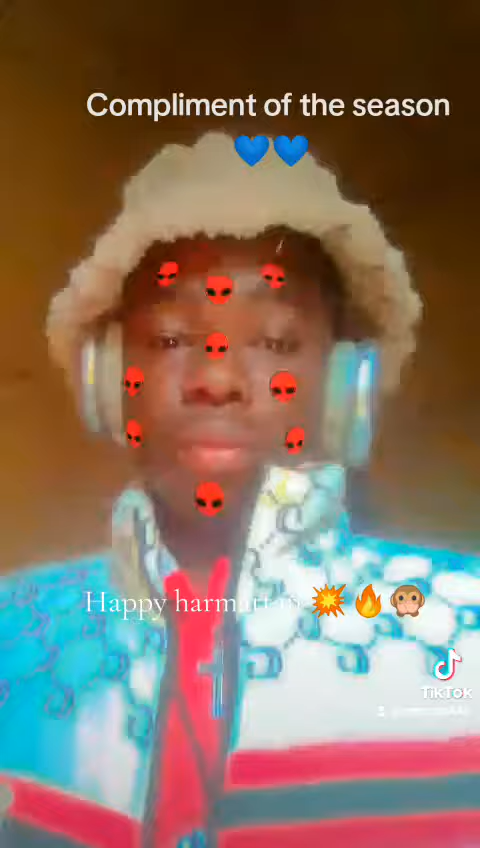 Compliment of the season
💙💙
Happy harmattan 💥🔥🐵
TikTok